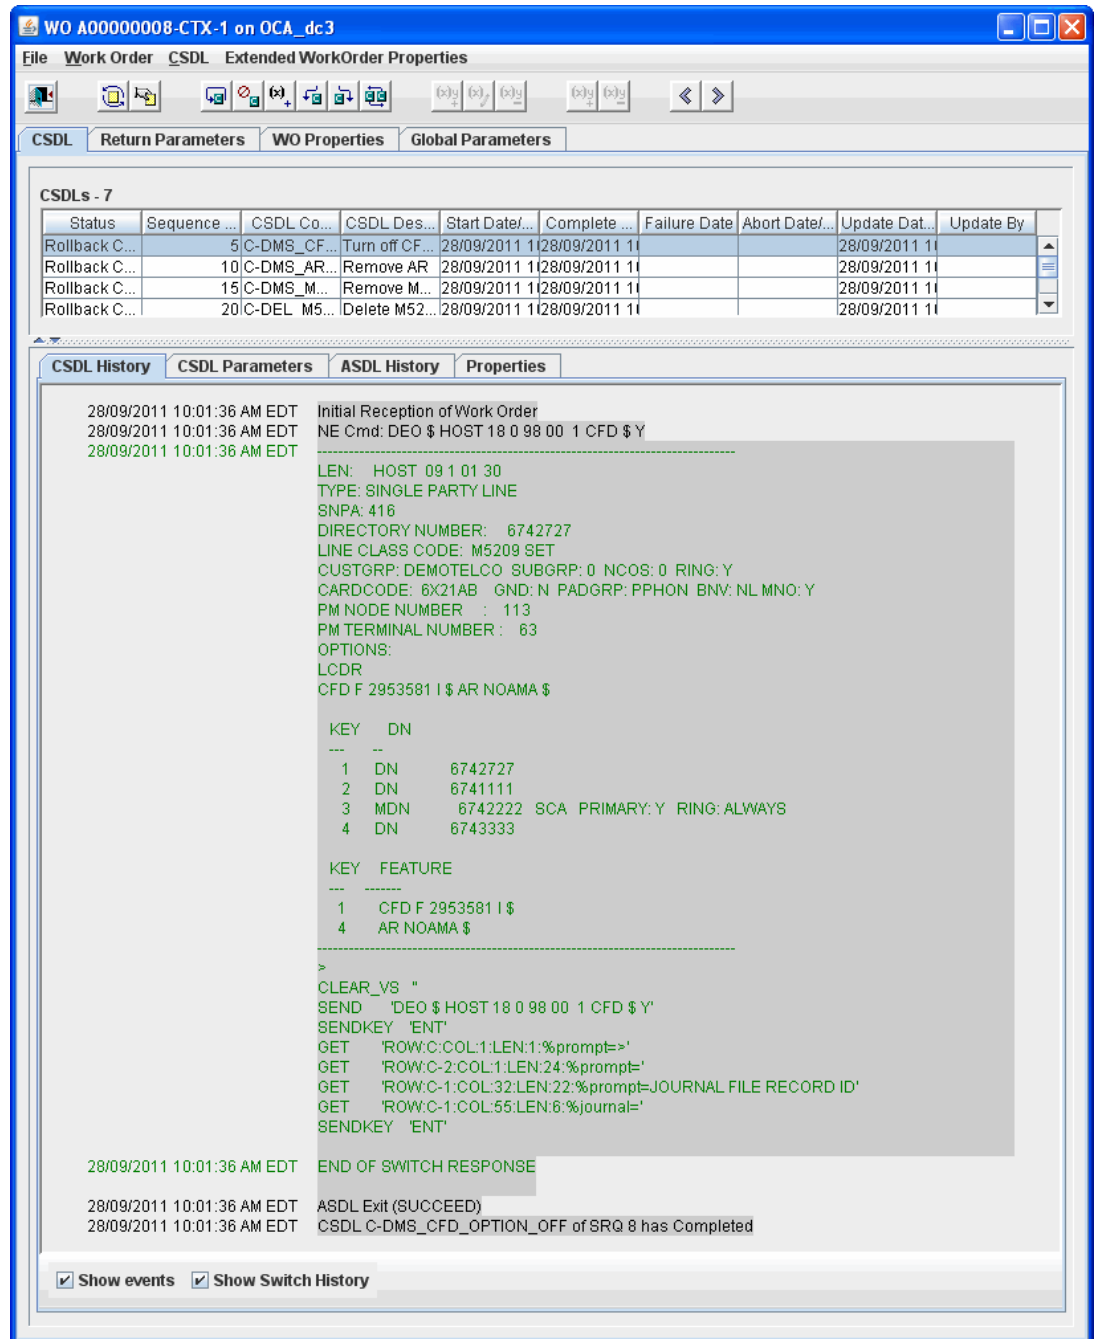 WO A00000008-CTX-1 on OCA_dc3
File Work Order CSDL Extended WorkOrder Properties
CSDL Return Parameters WO Properties Global Parameters
CSDLs - 7
Status Sequence ... CSDL Co... CSDL Des... Start Date/... Complete ... Failure Date Abort Date/... Update Dat... Update By
Rollback C... 5 C-DMS_CF... Turn off CF... 28/09/2011 1 28/09/2011 1 28/09/2011 1
Rollback C... 10 C-DMS_AR... Remove AR 28/09/2011 1 28/09/2011 1 28/09/2011 1
Rollback C... 15 C-DMS_M... Remove M... 28/09/2011 1 28/09/2011 1 28/09/2011 1
Rollback C... 20 C-DEL_M5... Delete M52... 28/09/2011 1 28/09/2011 1 28/09/2011 1
CSDL History CSDL Parameters ASDL History Properties
28/09/2011 10:01:36 AM EDT Initial Reception of Work Order
28/09/2011 10:01:36 AM EDT NE Cmd: DEO $ HOST 18 0 98 00 1 CFD $ Y
28/09/2011 10:01:36 AM EDT --------------------------------------------------------------------------------
LEN: HOST 09 1 01 30
TYPE: SINGLE PARTY LINE
SNPA: 416
DIRECTORY NUMBER: 6742727
LINE CLASS CODE: M5209 SET
CUSTGRP: DEMOTELCO SUBGRP: 0 NCOS: 0 RING: Y
CARDCODE: 6X21AB GND: N PADGRP: PPHON BNV: NL MNO: Y
PM NODE NUMBER : 113
PM TERMINAL NUMBER : 63
OPTIONS:
LCDR
CFD F 2953581 I $ AR NOAMA $
KEY DN
--- --
1 DN 6742727
2 DN 6741111
3 MDN 6742222 SCA PRIMARY: Y RING: ALWAYS
4 DN 6743333
KEY FEATURE
--- -------
1 CFD F 2953581 I $
4 AR NOAMA $
--------------------------------------------------------------------------------
>
CLEAR_VS ''
SEND 'DEO $ HOST 18 0 98 00 1 CFD $ Y'
SENDKEY 'ENT'
GET 'ROW:C:COL:1:LEN:1:%prompt=>'
GET 'ROW:C-2:COL:1:LEN:24:%prompt='
GET 'ROW:C-1:COL:32:LEN:22:%prompt=JOURNAL FILE RECORD ID'
GET 'ROW:C-1:COL:55:LEN:6:%journal='
SENDKEY 'ENT'
28/09/2011 10:01:36 AM EDT END OF SWITCH RESPONSE
28/09/2011 10:01:36 AM EDT ASDL Exit (SUCCEED)
28/09/2011 10:01:36 AM EDT CSDL C-DMS_CFD_OPTION_OFF of SRQ 8 has Completed
Show events Show Switch History